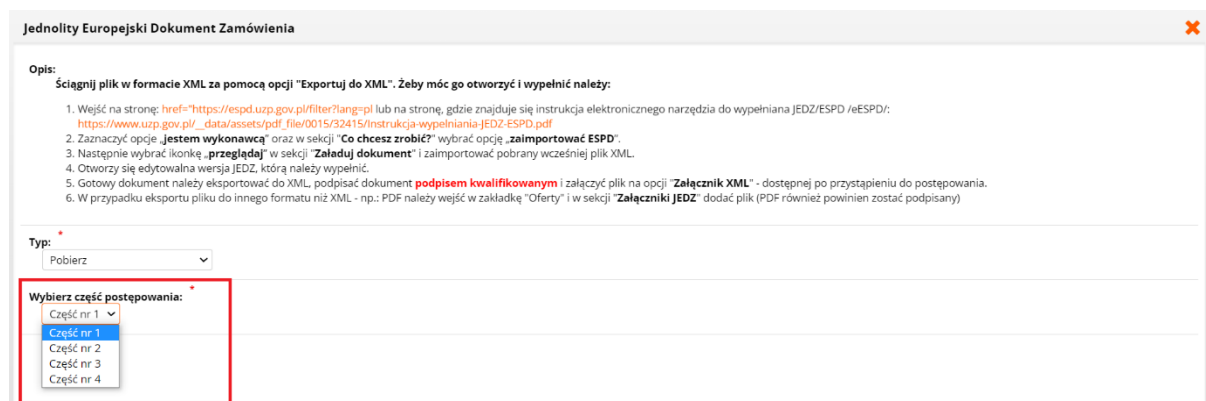 Jednolity Europejski Dokument Zamówienia
Opis:
Ściągnij plik w formacie XML za pomocą opcji "Exportuj do XML". Żeby móc go otworzyć i wypełnić należy:
1. Wejść na stronę: href="https://espd.uzp.gov.pl/filter?lang=pl lub na stronę, gdzie znajduje się instrukcja elektronicznego narzędzia do wypełniana JEDZ/ESPD /eESPD/:
https://www.uzp.gov.pl/__data/assets/pdf_file/0015/32415/Instrukcja-wypelniania-JEDZ-ESPD.pdf
2. Zaznaczyć opcje „jestem wykonawcą" oraz w sekcji "Co chcesz zrobić?" wybrać opcję „zaimportować ESPD".
3. Następnie wybrać ikonkę „przeglądaj" w sekcji "Załaduj dokument" i zaimportować pobrany wcześniej plik XML.
4. Otworzy się edytowalna wersja JEDZ, którą należy wypełnić.
5. Gotowy dokument należy eksportować do XML, podpisać dokument podpisem kwalifikowanym i załączyć plik na opcji "Załącznik XML" - dostępnej po przystąpieniu do postępowania.
6. W przypadku eksportu pliku do innego formatu niż XML - np.: PDF należy wejść w zakładkę "Oferty" i w sekcji "Załączniki JEDZ" dodać plik (PDF również powinien zostać podpisany)
Typ: *
Pobierz
Wybierz część postępowania: *
Część nr 1
Część nr 1
Część nr 2
Część nr 3
Część nr 4